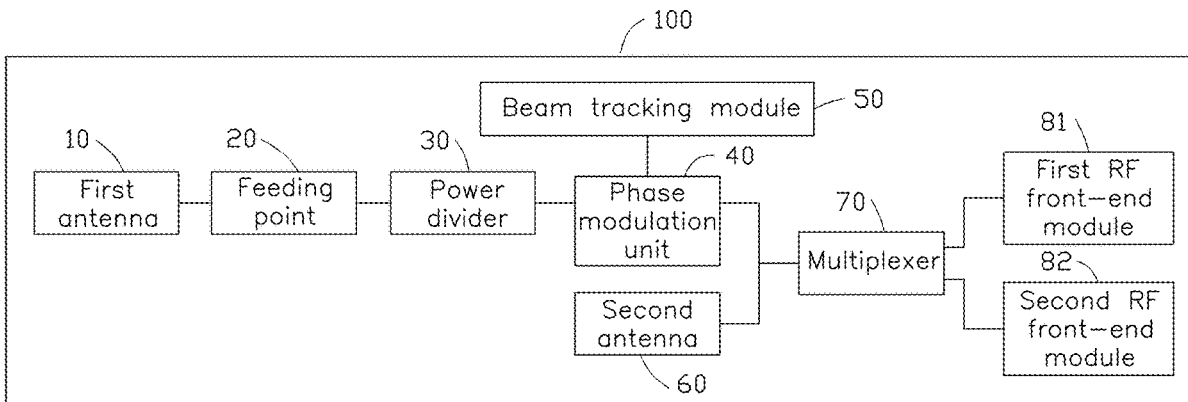 100
Beam tracking module
50
10
20
30
40
81
First
antenna
Feeding
point
Power
divider
Phase
modulation
unit
70
First RF
front-end
module
Multiplexer
82
Second
antenna
Second RF
front-end
module
60